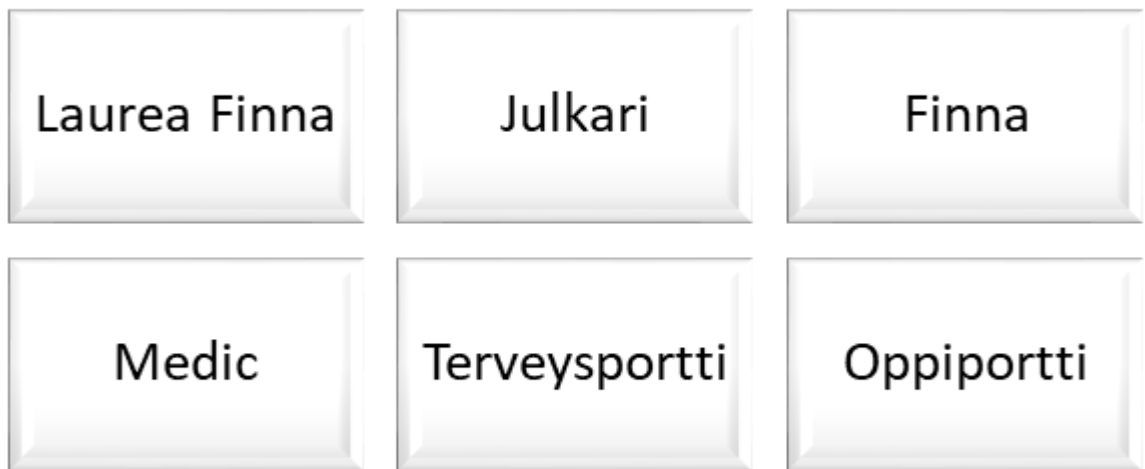 Laurea Finna
Julkari
Finna
Medic
Terveysportti
Oppiportti